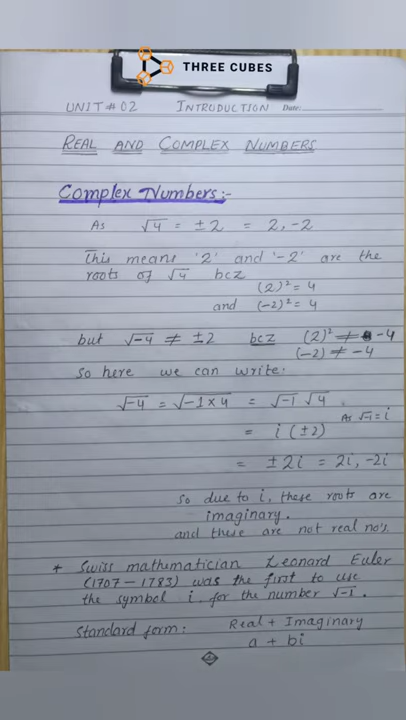 THREE CUBES
UNIT # 02 INTRODUCTION Date:
REAL AND COMPLEX NUMBERS
Complex Numbers:-
As √4 = ±2 = 2, -2
This means '2' and '-2' are the
roots of √4 bcz
(2)² = 4
and (-2)² = 4
but √-4 ≠ ±2 bcz (2)² ≠ -4
(-2) ≠ -4
So here we can write:
√-4 = √-1×4 = √-1 √4
As √-1 = i
= i (±2)
= ±2i = 2i, -2i
So due to i, these roots are
imaginary.
and these are not real no's.
* Swiss mathematician Leonard Euler
(1707 – 1783) was the first to use
the symbol i, for the number √-1.
Standard form: Real + Imaginary
a + bi